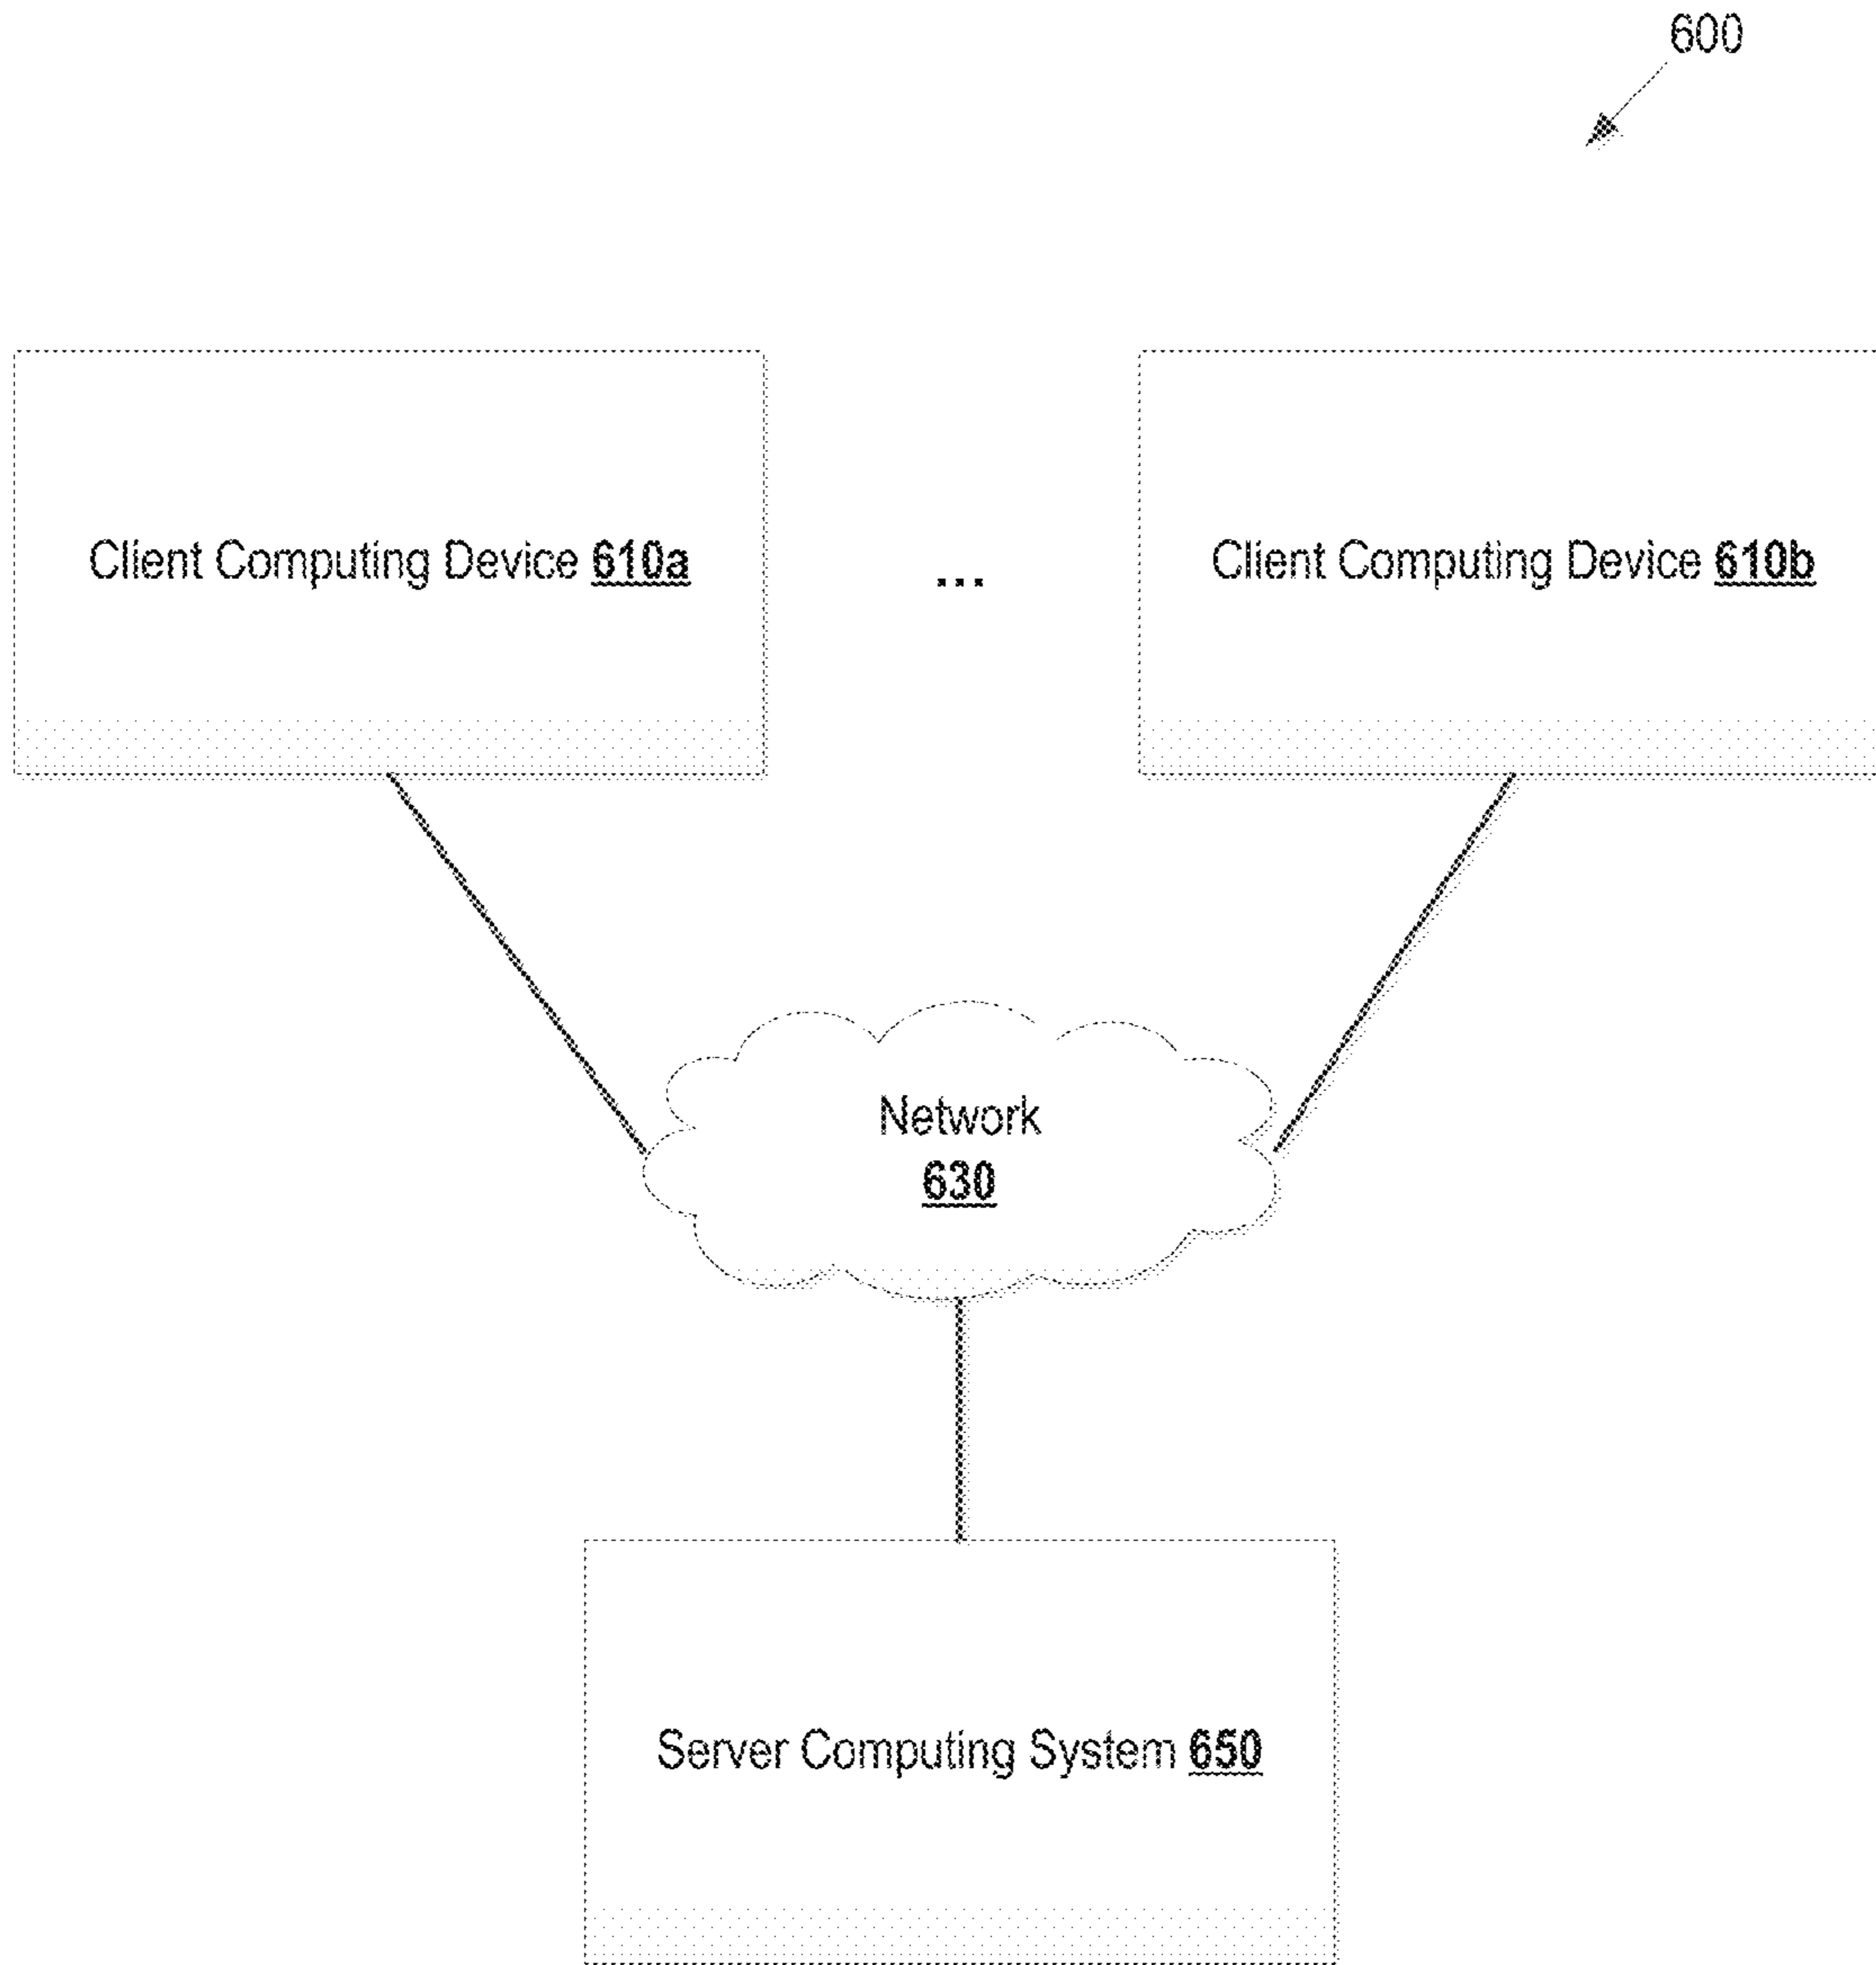 600
Client Computing Device 610a
...
Client Computing Device 610b
Network
630
Server Computing System 650